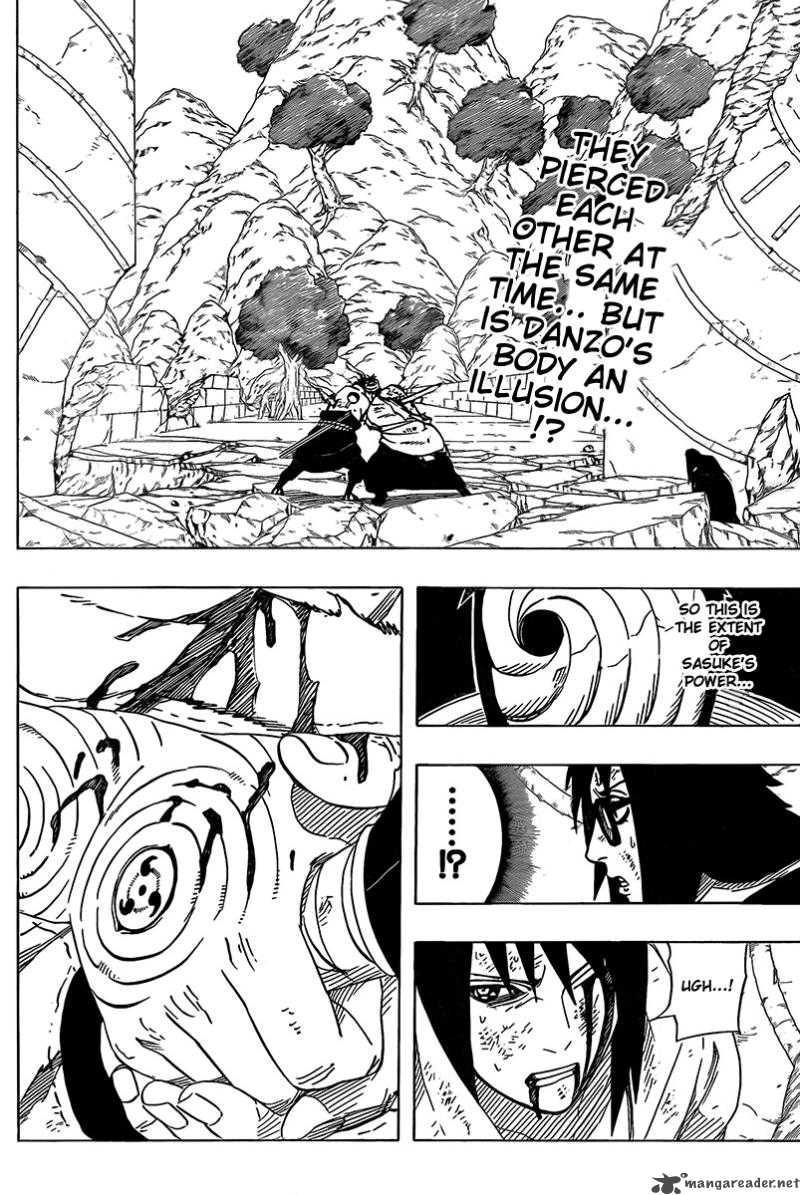 THEY
PIERCED
EACH
OTHER AT
THE SAME
TIME... BUT
IS DANZO'S
BODY AN
ILLUSION...
!?
SO THIS IS
THE EXTENT
OF
SASUKE'S
POWER...
......
!?
UGH...!
mangareader.net